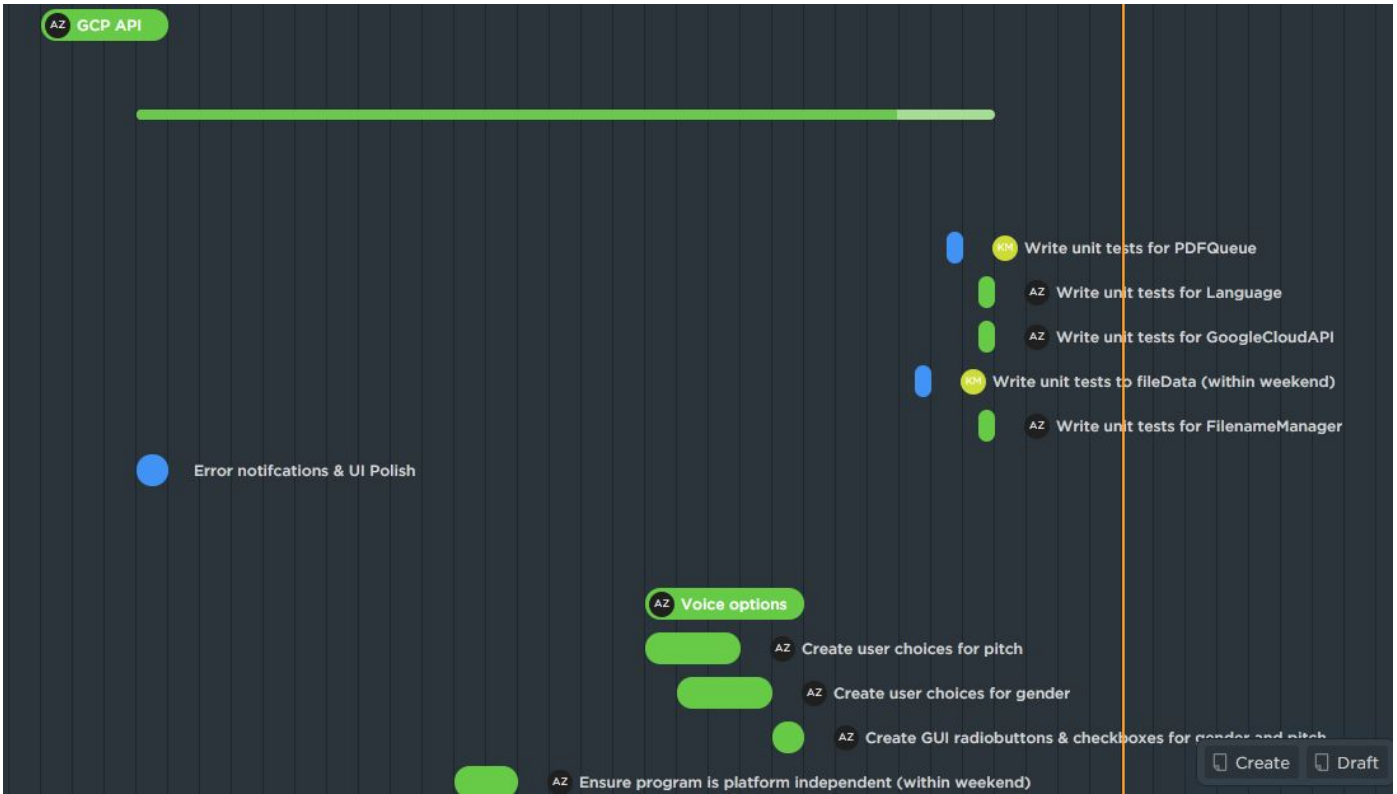 AZ GCP API
KM Write unit tests for PDFQueue
AZ Write unit tests for Language
AZ Write unit tests for GoogleCloudAPI
KM Write unit tests to fileData (within weekend)
AZ Write unit tests for FilenameManager
Error notifcations & UI Polish
AZ Voice options
AZ Create user choices for pitch
AZ Create user choices for gender
AZ Create GUI radiobuttons & checkboxes for gender and pitch
Create Draft
AZ Ensure program is platform independent (within weekend)